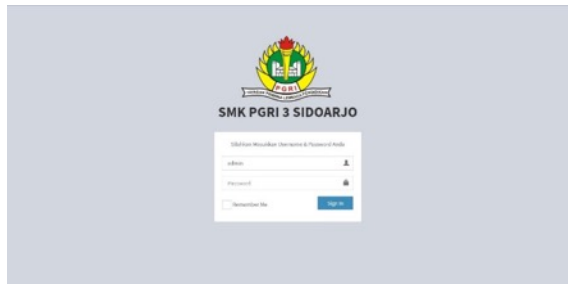 PGRI
SMK PGRI 3 SIDOARJO
Silahkan Masukkan Username & Password Anda
admin
Password
Remember Me
Sign In